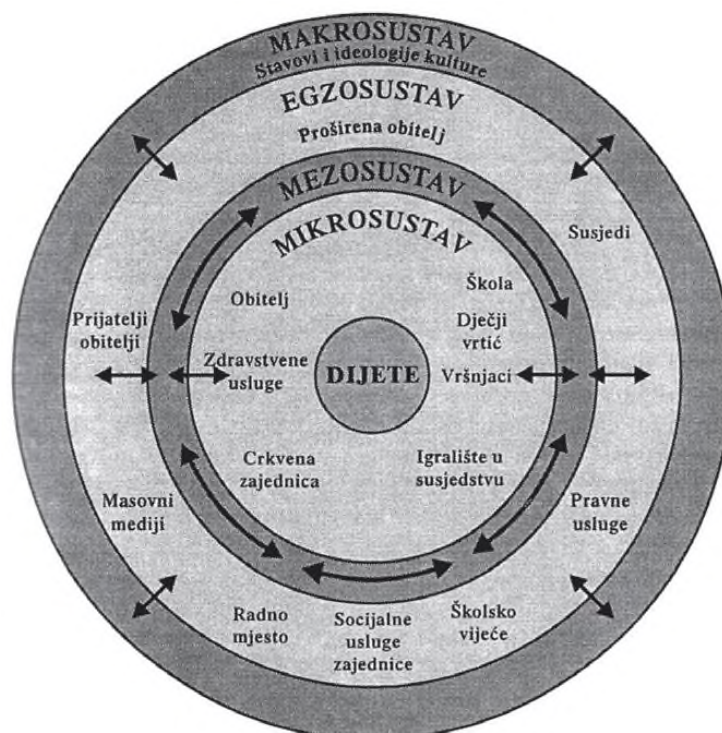 MAKROSUSTAV
Stavovi i ideologije kulture
EGZOSUSTAV
Proširena obitelj
MEZOSUSTAV
MIKROSUSTAV
Susjedi
Obitelj
Škola
Prijatelji
obitelji
Dječji
vrtić
Zdravstvene
usluge
DIJETE
Vršnjaci
Crkvena
zajednica
Igralište u
susjedstvu
Masovni
mediji
Pravne
usluge
Radno
mjesto
Socijalne
usluge
zajednice
Školsko
vijeće